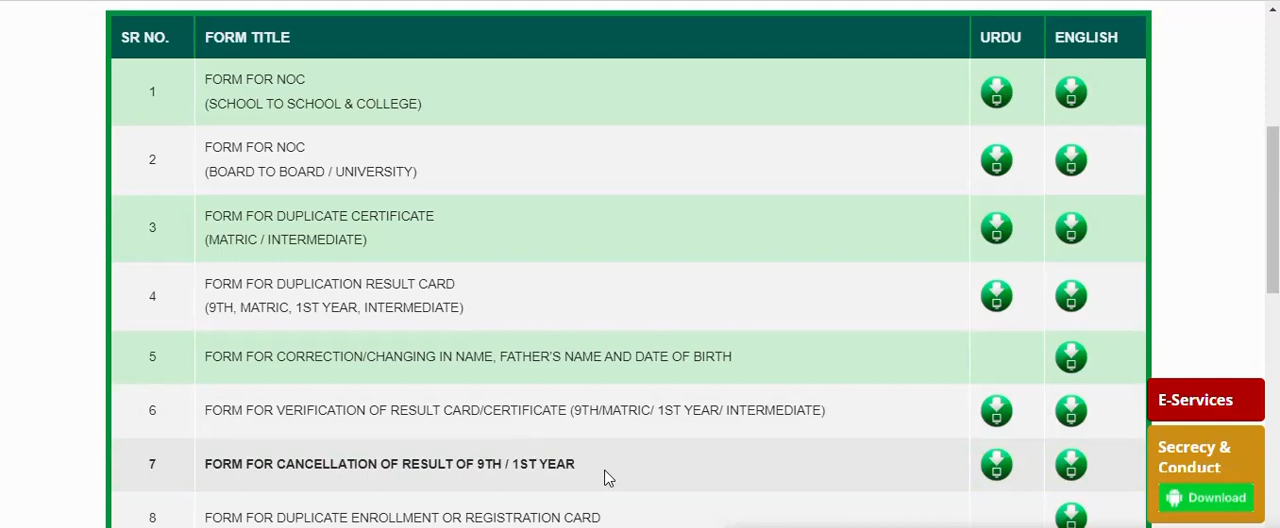 SR NO. FORM TITLE URDU ENGLISH
1 FORM FOR NOC
(SCHOOL TO SCHOOL & COLLEGE)
2 FORM FOR NOC
(BOARD TO BOARD / UNIVERSITY)
3 FORM FOR DUPLICATE CERTIFICATE
(MATRIC / INTERMEDIATE)
4 FORM FOR DUPLICATION RESULT CARD
(9TH, MATRIC, 1ST YEAR, INTERMEDIATE)
5 FORM FOR CORRECTION/CHANGING IN NAME, FATHER'S NAME AND DATE OF BIRTH
6 FORM FOR VERIFICATION OF RESULT CARD/CERTIFICATE (9TH/MATRIC/ 1ST YEAR/ INTERMEDIATE)
7 FORM FOR CANCELLATION OF RESULT OF 9TH / 1ST YEAR
8 FORM FOR DUPLICATE ENROLLMENT OR REGISTRATION CARD
E-Services
Secrecy &
Conduct
Download